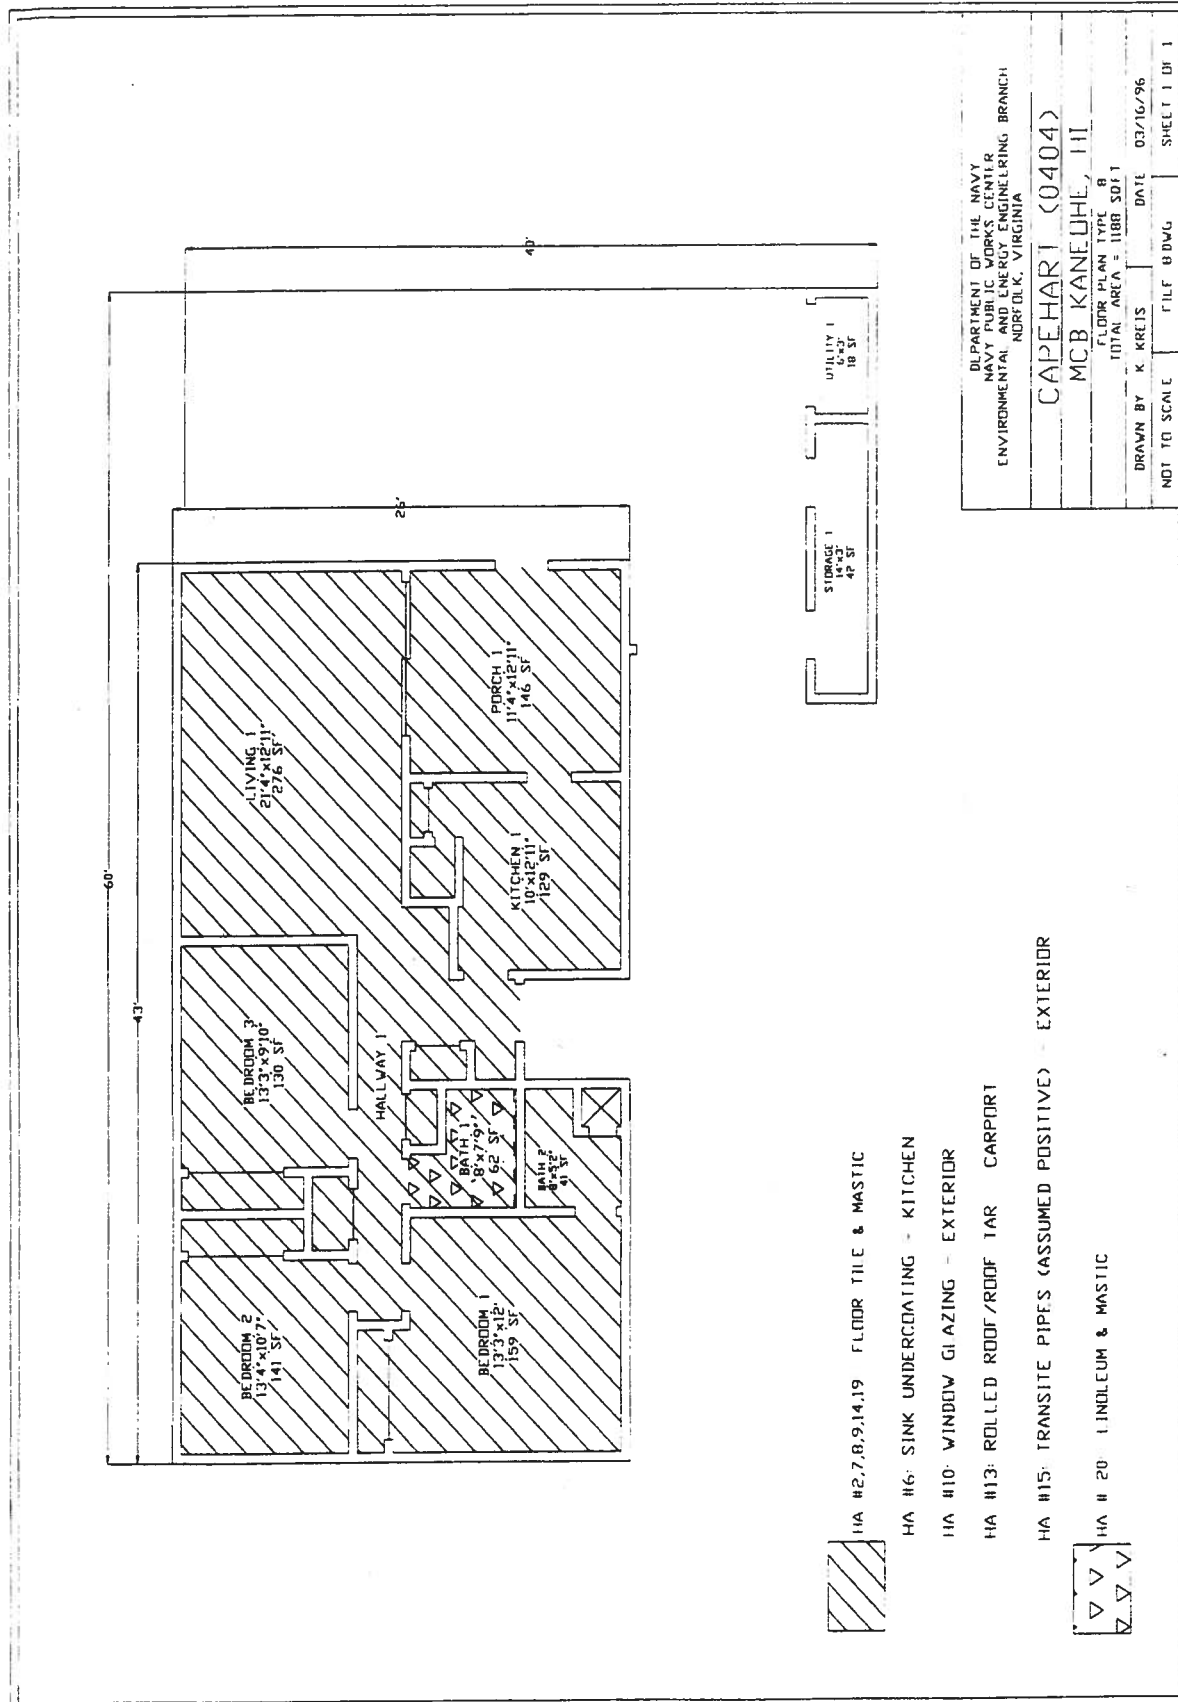 60'
43'
26'
40'
BEDROOM 2
13'4"x10'7"
141 SF
BEDROOM 3
13'3"x9'10"
130 SF
LIVING 1
21'4"x12'11"
276 SF
HALLWAY 1
BEDROOM 1
13'3"x12'
159 SF
BATH 1
8'x7'9"
62 SF
BATH 2
8'x5'2"
41 SF
KITCHEN 1
10'x12'11"
129 SF
PORCH 1
11'4"x12'11"
146 SF
STORAGE 1
14'x3'
42 SF
UTILITY 1
6'x3'
18 SF
HA #2,7,8,9,14,19 FLOOR TILE & MASTIC
HA #6: SINK UNDERCOATING - KITCHEN
HA #10: WINDOW GLAZING - EXTERIOR
HA #13: ROLLED ROOF/ROOF TAR CARPORT
HA #15: TRANSITE PIPES (ASSUMED POSITIVE) - EXTERIOR
HA # 20: LINOLEUM & MASTIC
DEPARTMENT OF THE NAVY
NAVY PUBLIC WORKS CENTER
ENVIRONMENTAL AND ENERGY ENGINEERING BRANCH
NORFOLK, VIRGINIA
CAPEHART (0404)
MCB KANEOHE, HI
FLOOR PLAN TYPE 8
TOTAL AREA = 1188 SQFT
DRAWN BY K KREIS DATE 03/16/96
NOT TO SCALE FILE 8 DWG SHEET 1 OF 1